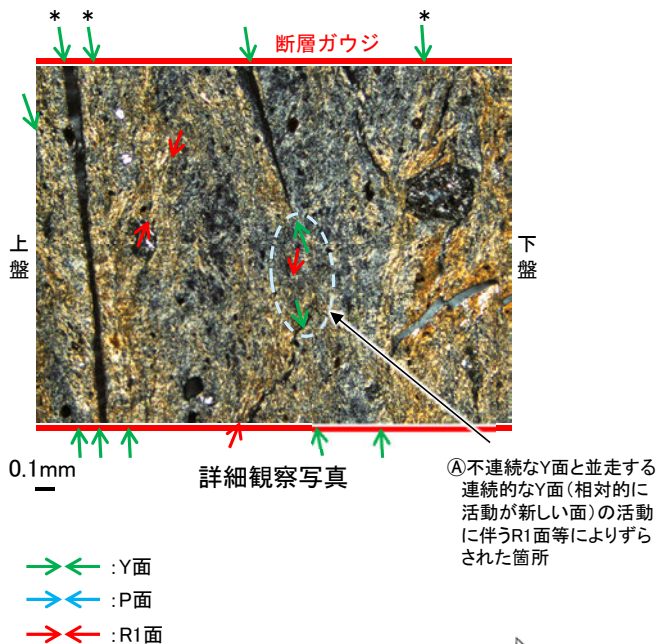 * * *
断層ガウジ
上盤
下盤
0.1mm
詳細観察写真
Ⓐ不連続なY面と並走する
連続的なY面(相対的に
活動が新しい面)の活動
に伴うR1面等によりずら
された箇所
:Y面
:P面
:R1面